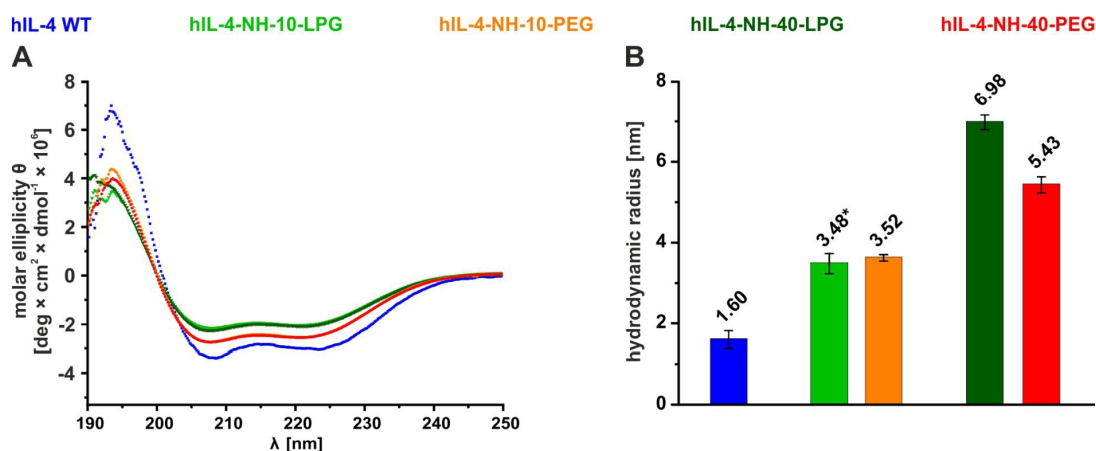 hIL-4 WT hIL-4-NH-10-LPG hIL-4-NH-10-PEG hIL-4-NH-40-LPG hIL-4-NH-40-PEG
A
molar ellipticity θ
[deg × cm² × dmol⁻¹ × 10⁶]
8
6
4
2
0
-2
-4
190 200 210 220 230 240 250
λ [nm]
B
hydrodynamic radius [nm]
8
6
4
2
0
1.60
3.48*
3.52
6.98
5.43